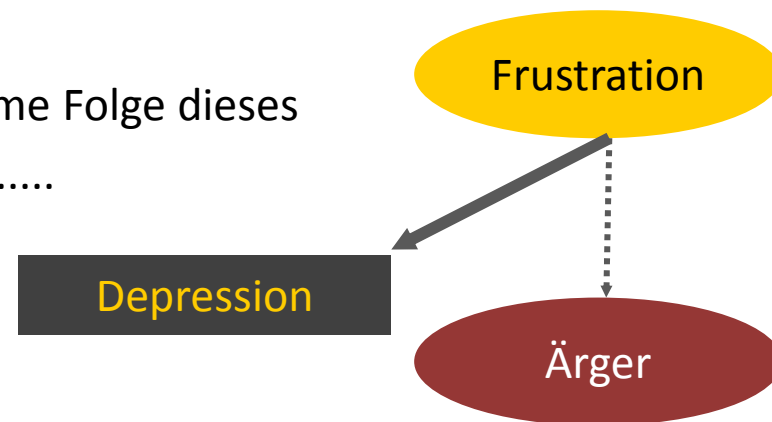 Frustration
me Folge dieses
.....
Depression
Ärger